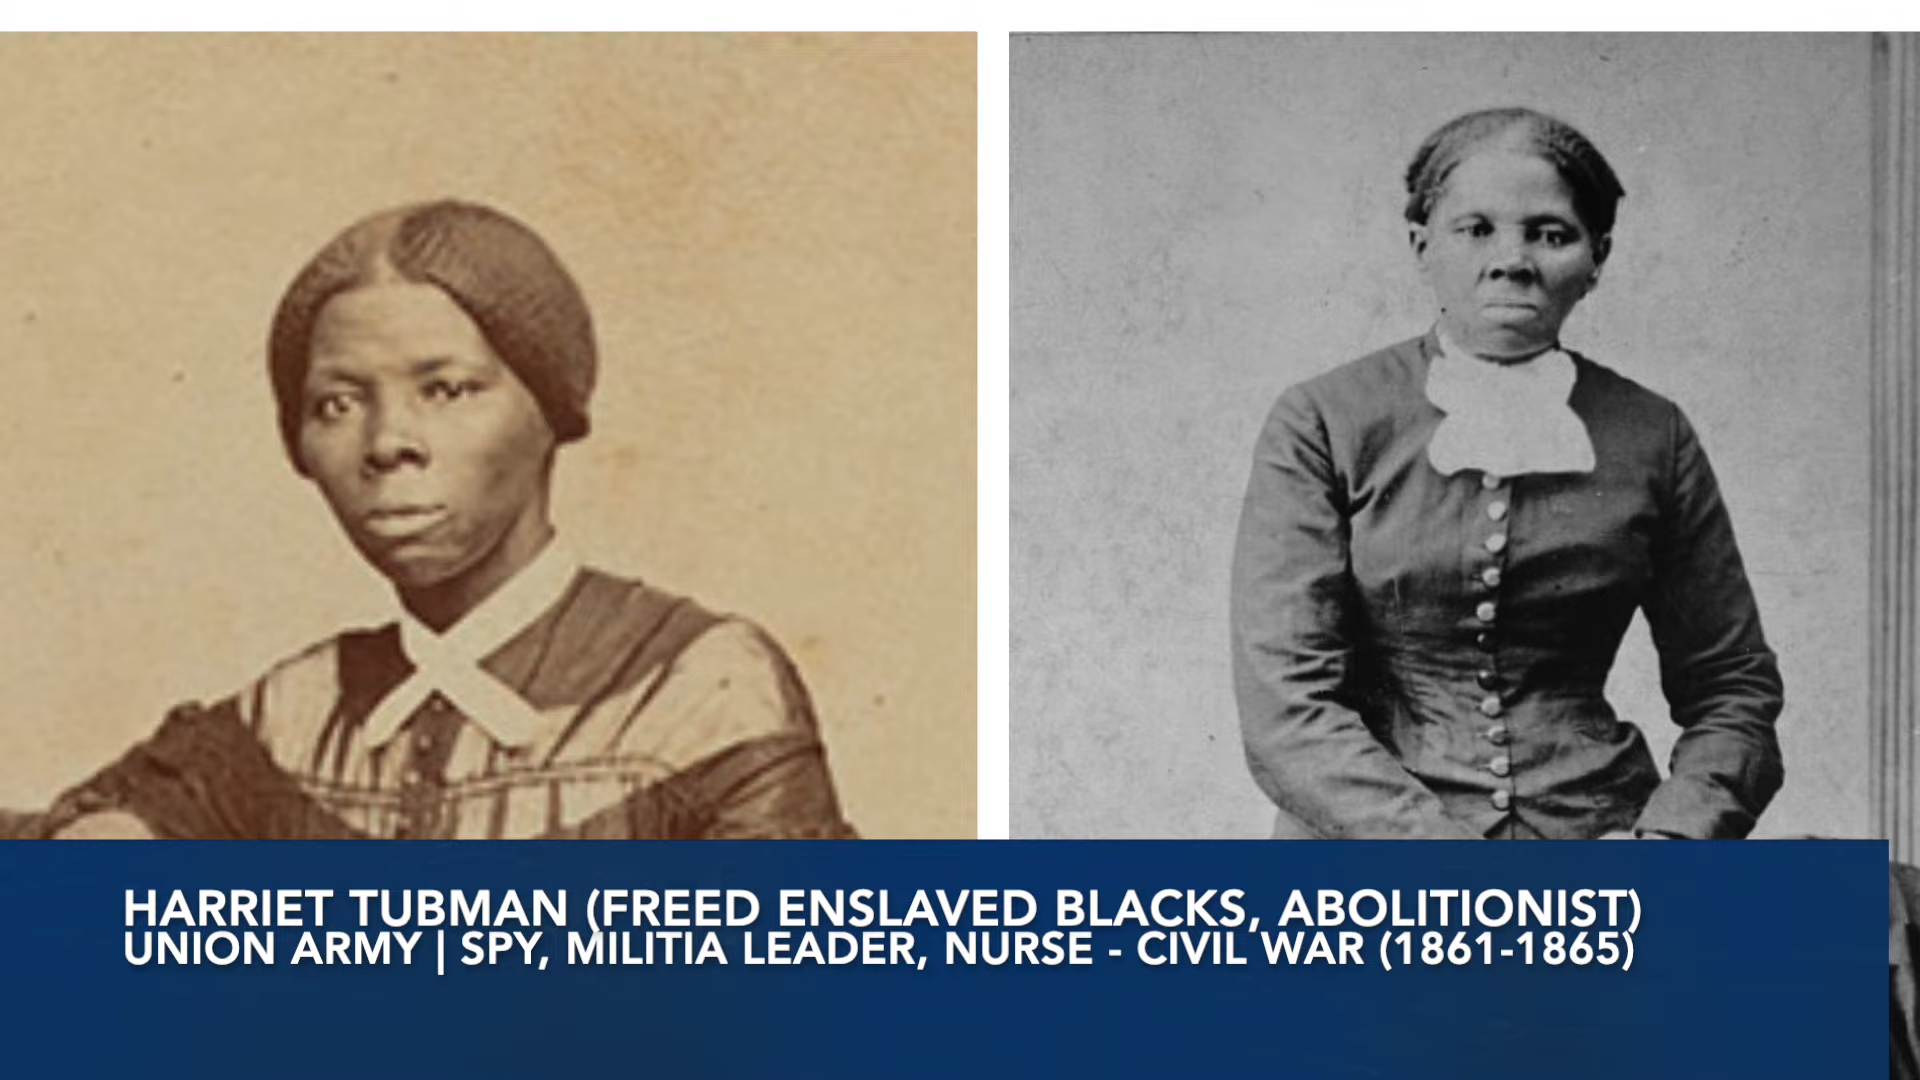 HARRIET TUBMAN (FREED ENSLAVED BLACKS, ABOLITIONIST)
UNION ARMY | SPY, MILITIA LEADER, NURSE - CIVIL WAR (1861-1865)